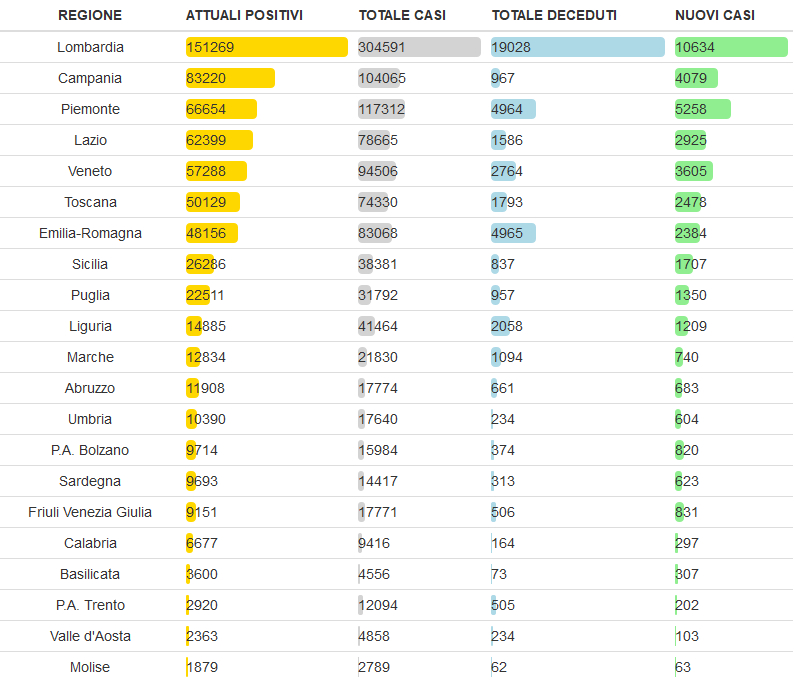 REGIONE ATTUALI POSITIVI TOTALE CASI TOTALE DECEDUTI NUOVI CASI
Lombardia 151269 304591 19028 10634
Campania 83220 104065 967 4079
Piemonte 66654 117312 4964 5258
Lazio 62399 78665 1586 2925
Veneto 57288 94506 2764 3605
Toscana 50129 74330 1793 2478
Emilia-Romagna 48156 83068 4965 2384
Sicilia 26286 38381 837 1707
Puglia 22511 31792 957 1350
Liguria 14885 41464 2058 1209
Marche 12834 21830 1094 740
Abruzzo 11908 17774 661 683
Umbria 10390 17640 234 604
P.A. Bolzano 9714 15984 374 820
Sardegna 9693 14417 313 623
Friuli Venezia Giulia 9151 17771 506 831
Calabria 6677 9416 164 297
Basilicata 3600 4556 73 307
P.A. Trento 2920 12094 505 202
Valle d'Aosta 2363 4858 234 103
Molise 1879 2789 62 63